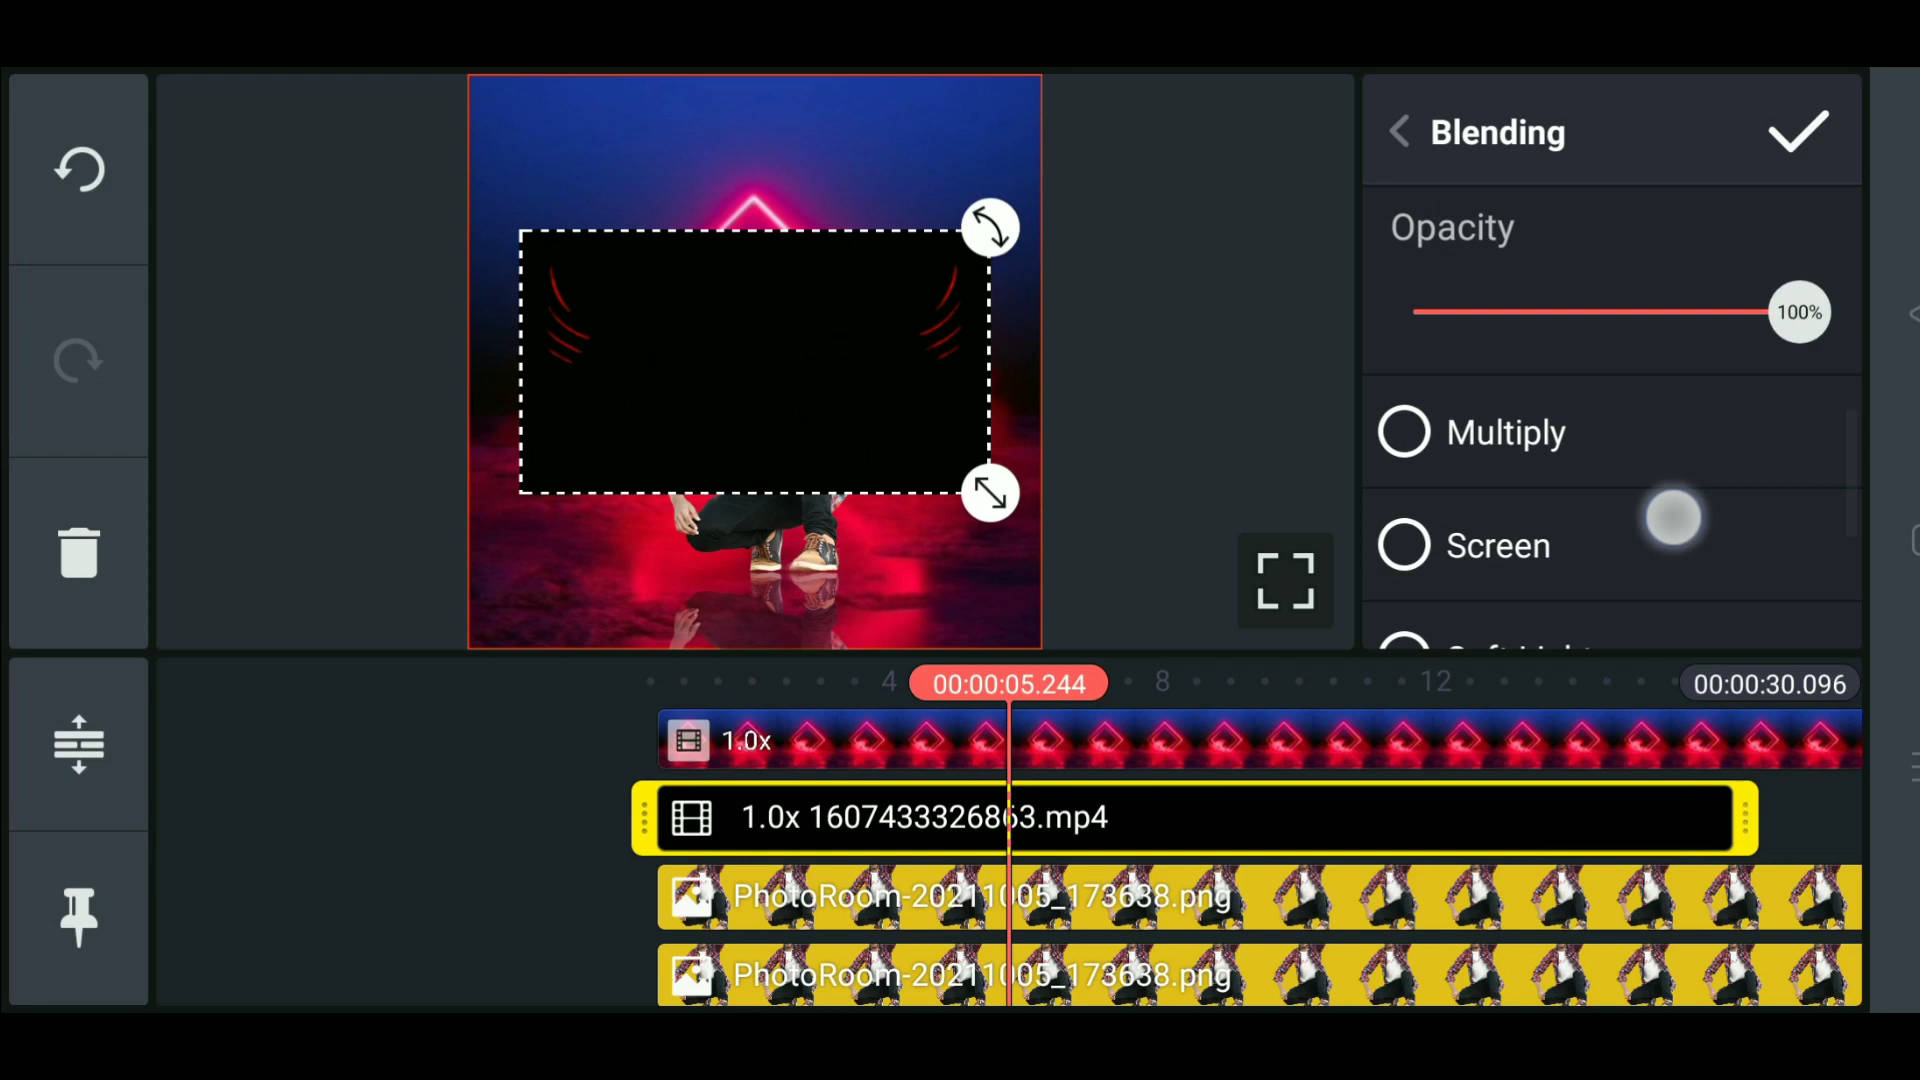 Blending
Opacity
100%
Multiply
Screen
4
00:00:05.244
8
12
00:00:30.096
1.0x
1.0x 1607433326863.mp4
PhotoRoom-20211005_173638.png
PhotoRoom-20211005_173638.png